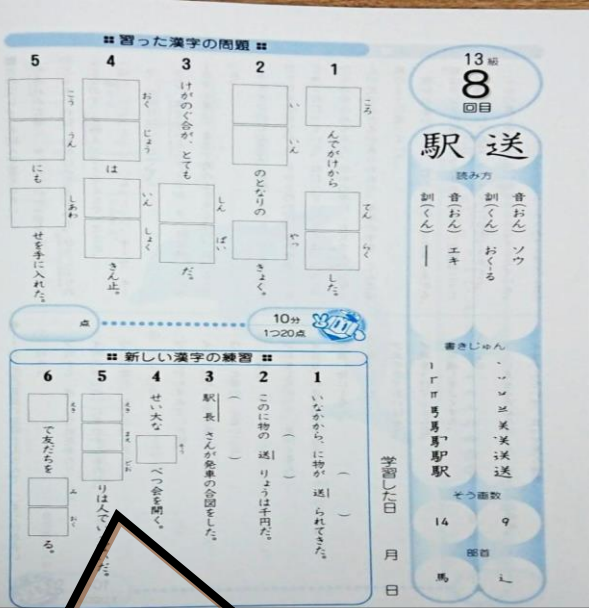 13級
8
回目
送
駅
読み方
音(おん) ソウ
訓(くん) おく-る
音(おん) エキ
訓(くん) ―
書きじゅん
そう画数
9
14
部首
辶
馬
学習した日 月 日
習った漢字の問題
1
ころ んでがけから てん らく した。
2
い いん のとなりの やっ きょく。
3
けがのぐ合が、とても しん ぱい だ。
4
おく じょう は いん しょく きん止。
5
こう うん にも しあわ せを手に入れた。
10分
1つ20点
点
新しい漢字の練習
1
いなかから、に物が 送 られてきた。
2
このに物の 送 りょうは千円だ。
3
駅長 さんが発車の合図をした。
4
せい大な そう べつ会を開く。
5
えき まえ どお りは人で
だ。
6
えき で友だちを み おく る。